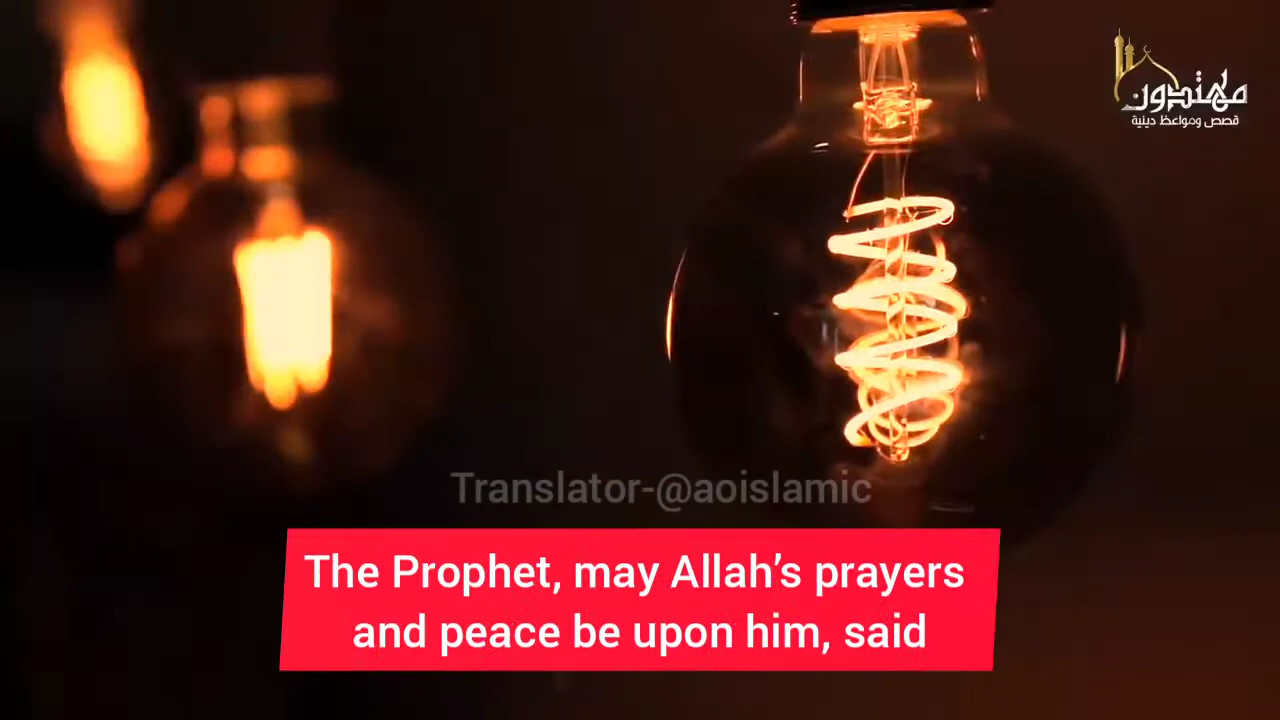 مهتدون
قصص ومواعظ دينية
Translator-@aoislamic
The Prophet, may Allah’s prayers
and peace be upon him, said